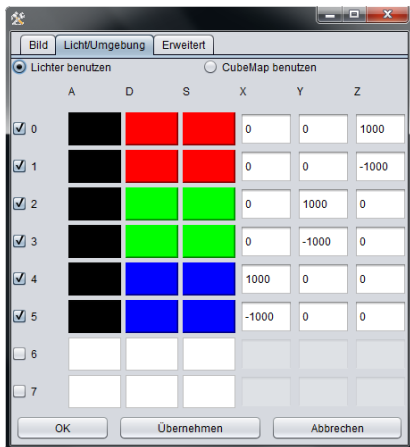 Bild Licht/Umgebung Erweitert
Lichter benutzen CubeMap benutzen
A D S X Y Z
0 0 0 1000
1 0 0 -1000
2 0 1000 0
3 0 -1000 0
4 1000 0 0
5 -1000 0 0
6
7
OK Übernehmen Abbrechen